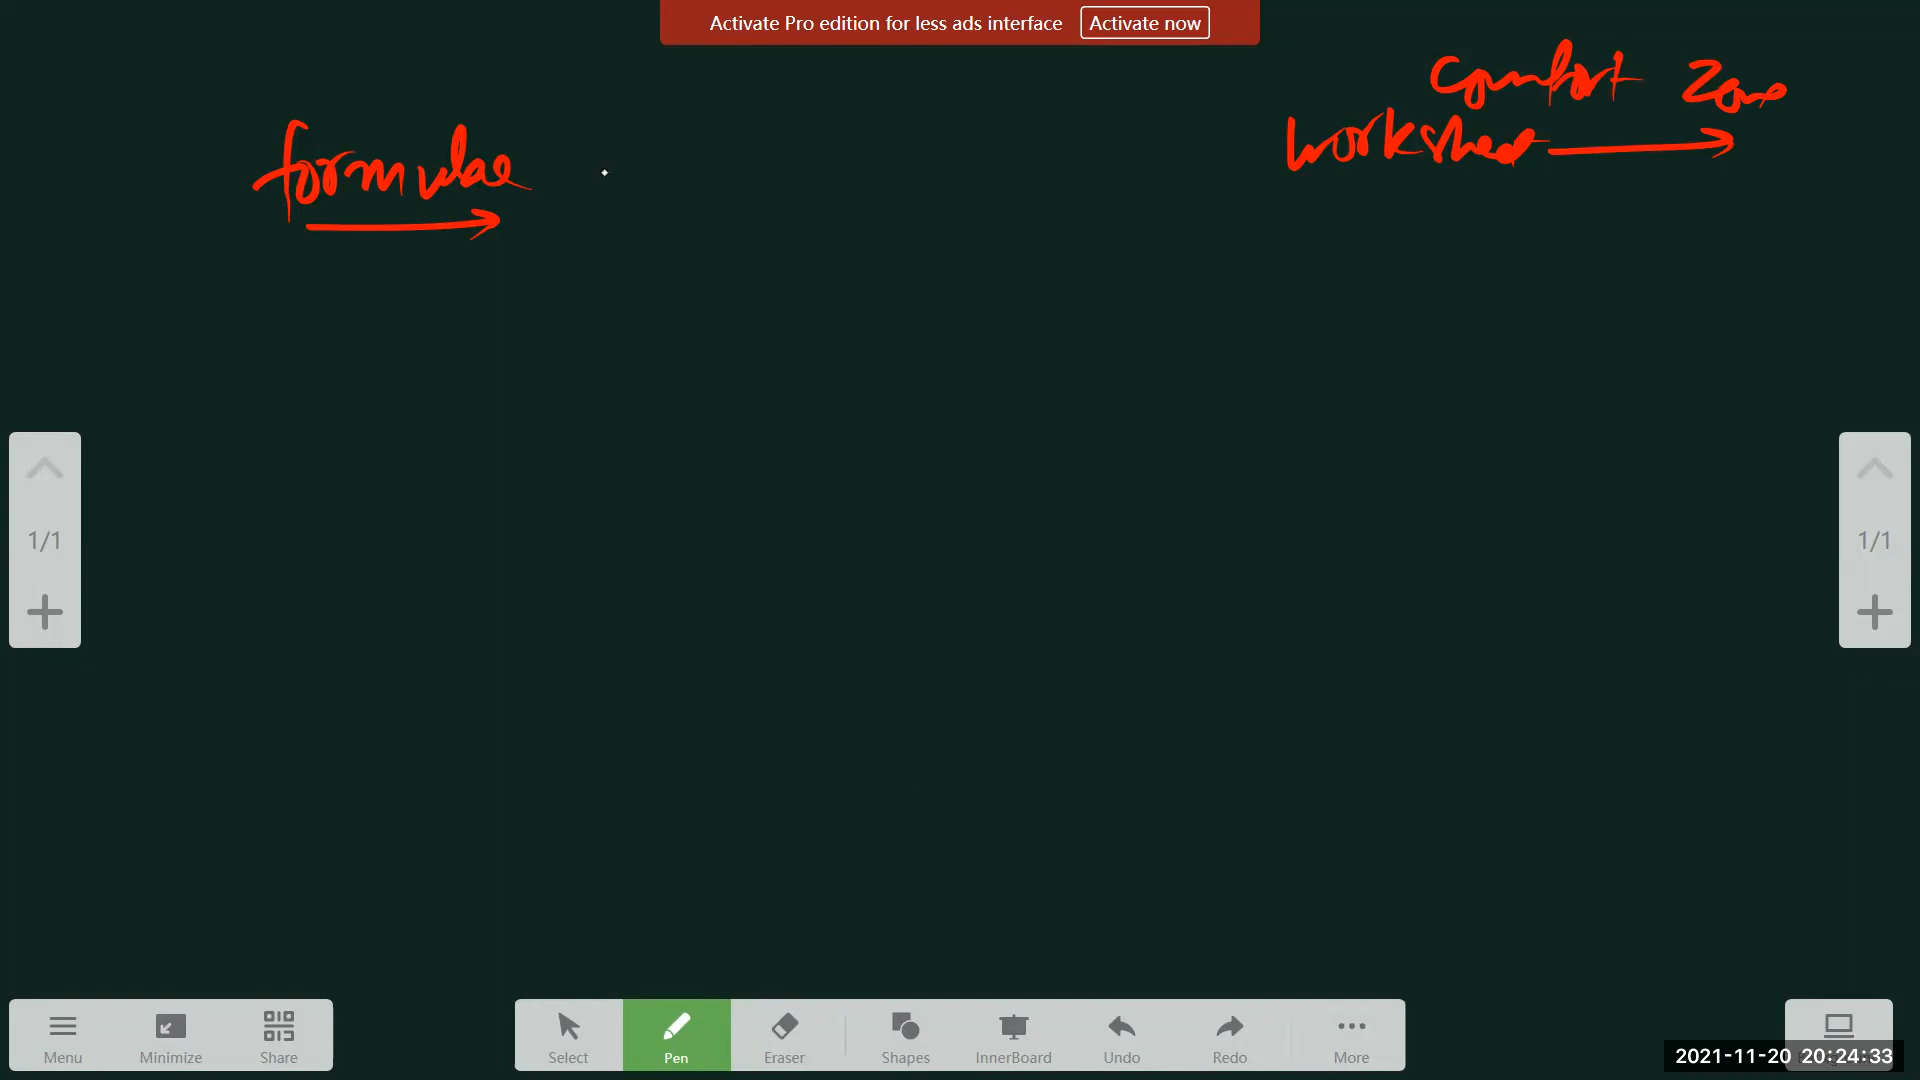 Activate Pro edition for less ads interface Activate now
Comfort Zone
formulae
1/1
1/1
Menu Minimize Share Select Pen Eraser Shapes InnerBoard Undo Redo More
2021-11-20 20:24:33